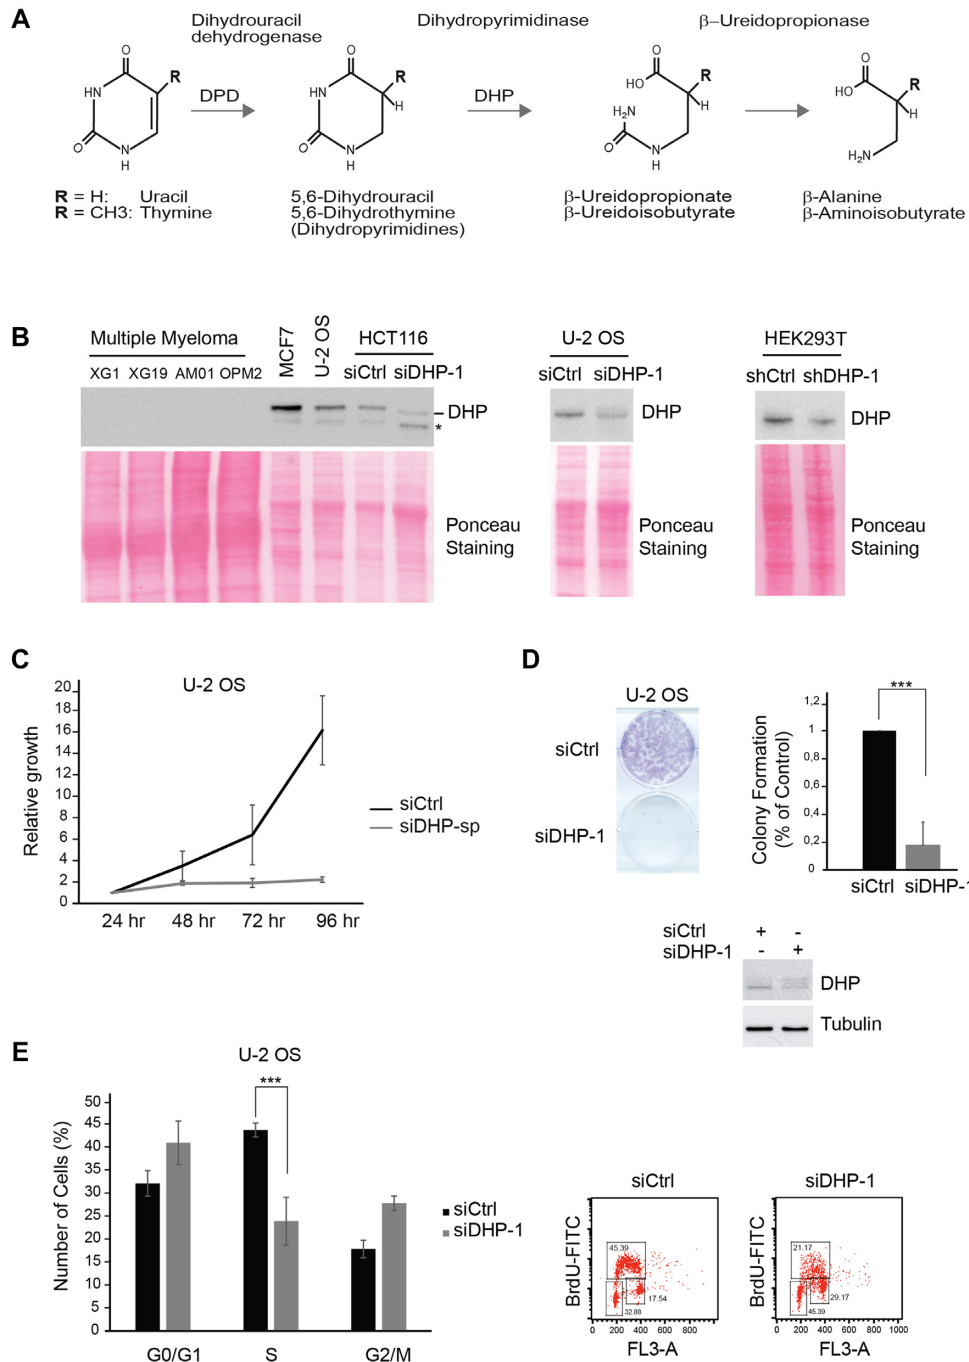 A
Dihydrouracil dehydrogenase
Dihydropyrimidinase
β–Ureidopropionase
O R HN O N H
DPD
O R H HN O N H
DHP
O HO R H H₂N O N H
O HO R H H₂N
R = H: Uracil
R = CH3: Thymine
5,6-Dihydrouracil
5,6-Dihydrothymine
(Dihydropyrimidines)
β-Ureidopropionate
β-Ureidoisobutyrate
β-Alanine
β-Aminoisobutyrate
B
Multiple Myeloma
MCF7
U-2 OS
HCT116
XG1 XG19 AM01 OPM2
siCtrl siDHP-1
DHP
*
Ponceau Staining
U-2 OS
siCtrl siDHP-1
DHP
Ponceau Staining
HEK293T
shCtrl shDHP-1
DHP
Ponceau Staining
C
U-2 OS
Relative growth
20
18
16
14
12
10
8
6
4
2
0
24 hr 48 hr 72 hr 96 hr
siCtrl
siDHP-sp
D
U-2 OS
siCtrl
siDHP-1
Colony Formation
(% of Control)
1,2
1
0,8
0,6
0,4
0,2
0
***
siCtrl siDHP-1
siCtrl + -
siDHP-1 - +
DHP
Tubulin
E
U-2 OS
Number of Cells (%)
50
45
40
35
30
25
20
15
10
5
0
***
G0/G1 S G2/M
siCtrl
siDHP-1
siCtrl
BrdU-FITC
45.39
17.54
32.88
0 200 400 600 800 1000
FL3-A
siDHP-1
BrdU-FITC
21.17
29.17
45.39
0 200 400 600 800 1000
FL3-A